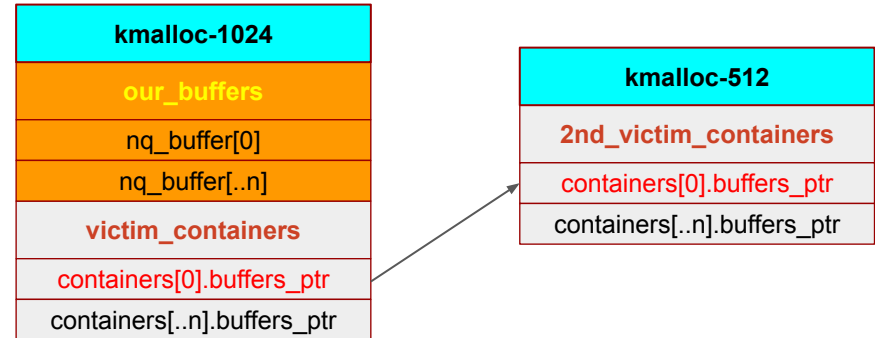 kmalloc-1024
our_buffers
nq_buffer[0]
nq_buffer[..n]
victim_containers
containers[0].buffers_ptr
containers[..n].buffers_ptr
kmalloc-512
2nd_victim_containers
containers[0].buffers_ptr
containers[..n].buffers_ptr